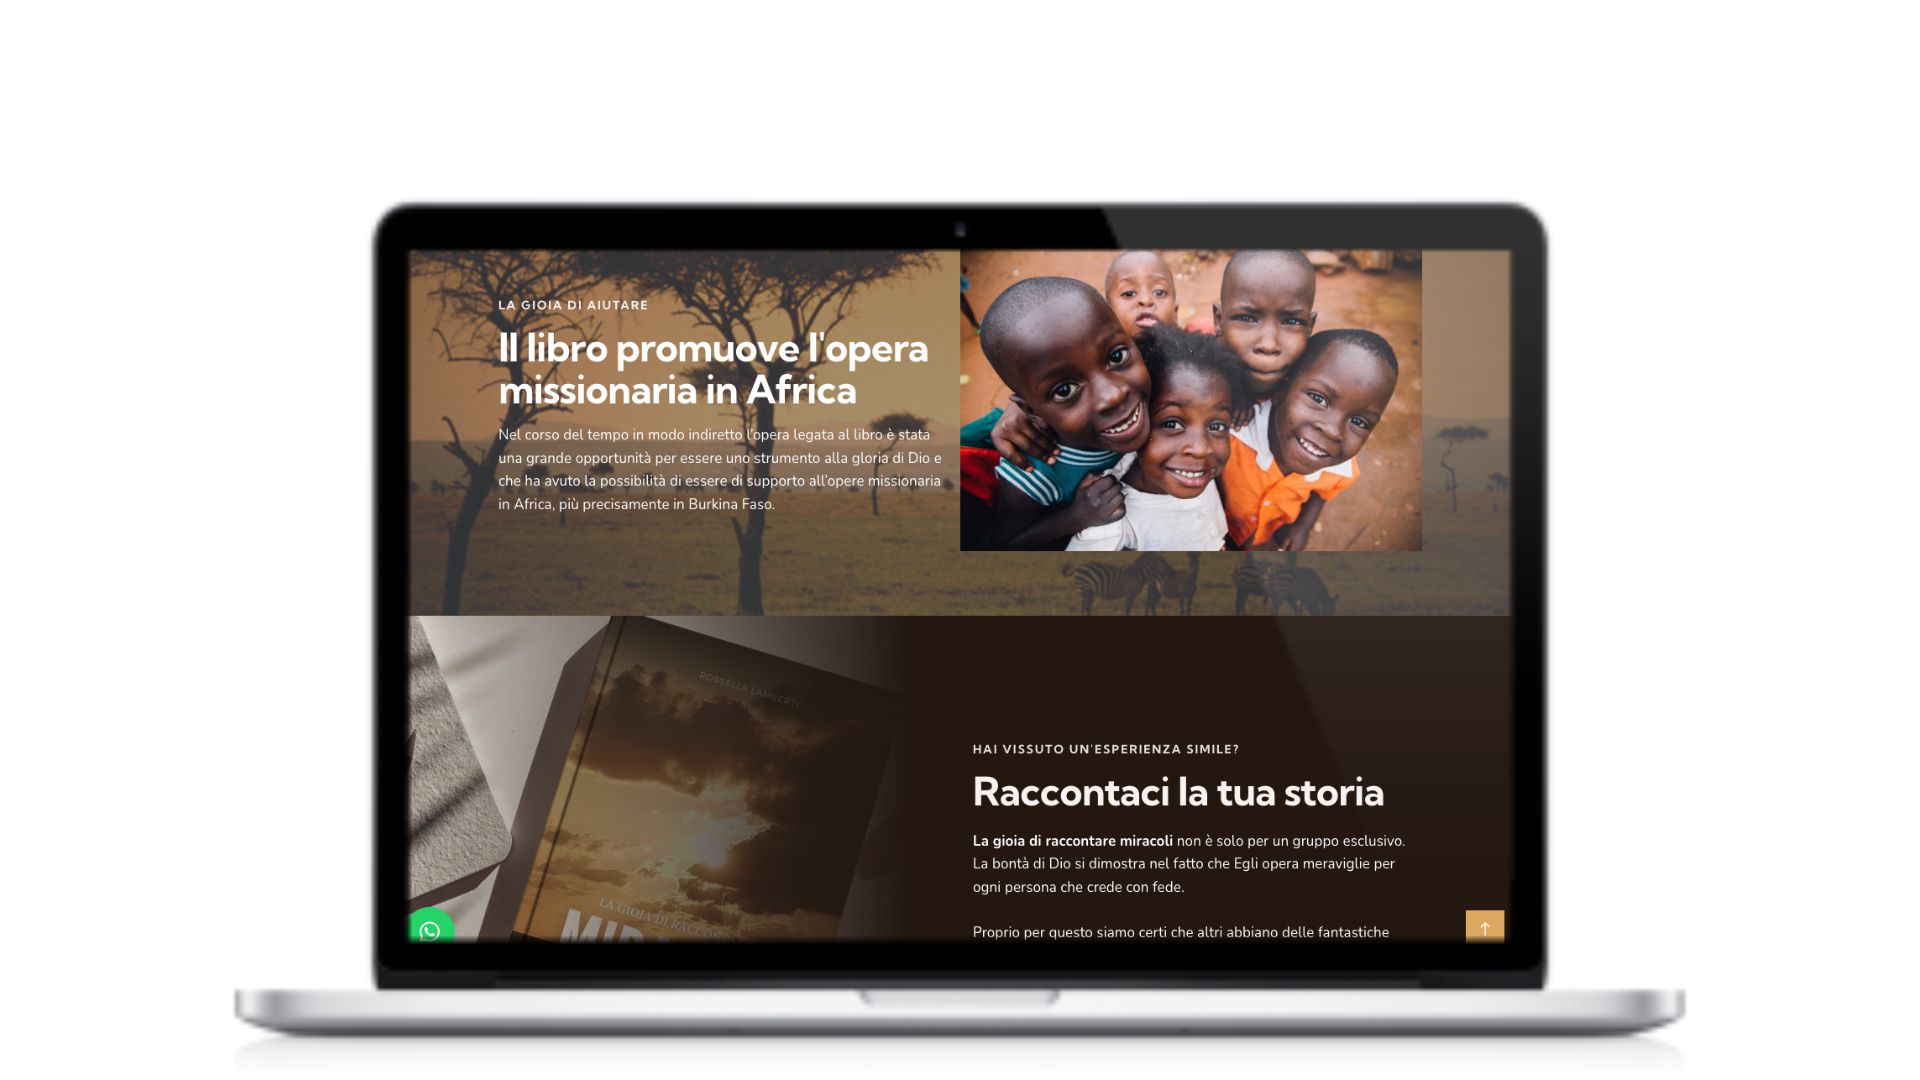 LA GIOIA DI AIUTARE
Il libro promuove l'opera
missionaria in Africa
Nel corso del tempo in modo indiretto l'opera legata al libro è stata
una grande opportunità per essere uno strumento alla gloria di Dio e
che ha avuto la possibilità di essere di supporto all'opere missionaria
in Africa, più precisamente in Burkina Faso.
ROSSELLA LAMBERTI
LA GIOIA DI RACCONT
HAI VISSUTO UN'ESPERIENZA SIMILE?
Raccontaci la tua storia
La gioia di raccontare miracoli non è solo per un gruppo esclusivo.
La bontà di Dio si dimostra nel fatto che Egli opera meraviglie per
ogni persona che crede con fede.
Proprio per questo siamo certi che altri abbiano delle fantastiche